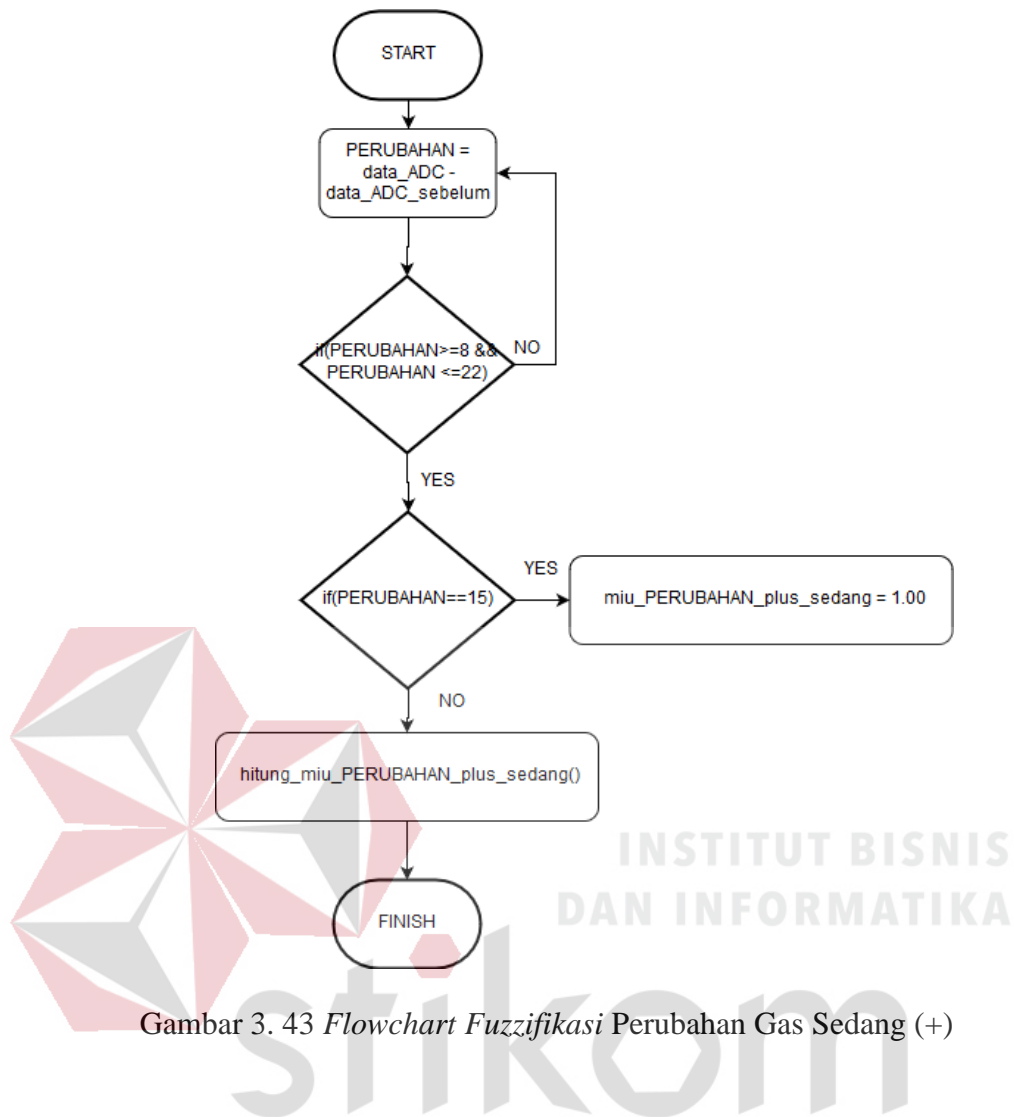 START
PERUBAHAN =
data_ADC -
data_ADC_sebelum
if(PERUBAHAN>=8 &&
PERUBAHAN <=22)
NO
YES
if(PERUBAHAN==15)
YES
miu_PERUBAHAN_plus_sedang = 1.00
NO
hitung_miu_PERUBAHAN_plus_sedang()
FINISH
INSTITUT BISNIS
DAN INFORMATIKA
stikom
Gambar 3. 43 Flowchart Fuzzifikasi Perubahan Gas Sedang (+)